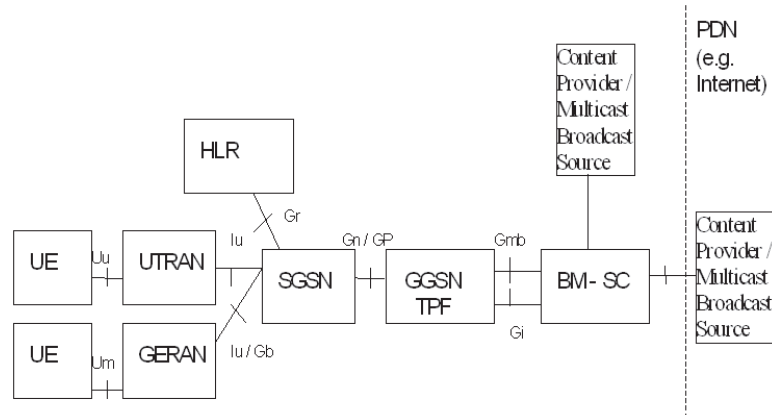 PDN
(e.g.
Internet)
Content
Provider /
Multicast
Broadcast
Source
HLR
Gr
Iu
Gn / GP
Gmb
Content
Provider /
Multicast
Broadcast
Source
UE
Uu
UTRAN
SGSN
GGSN
TPF
BM - SC
Gi
UE
Um
GERAN
Iu / Gb